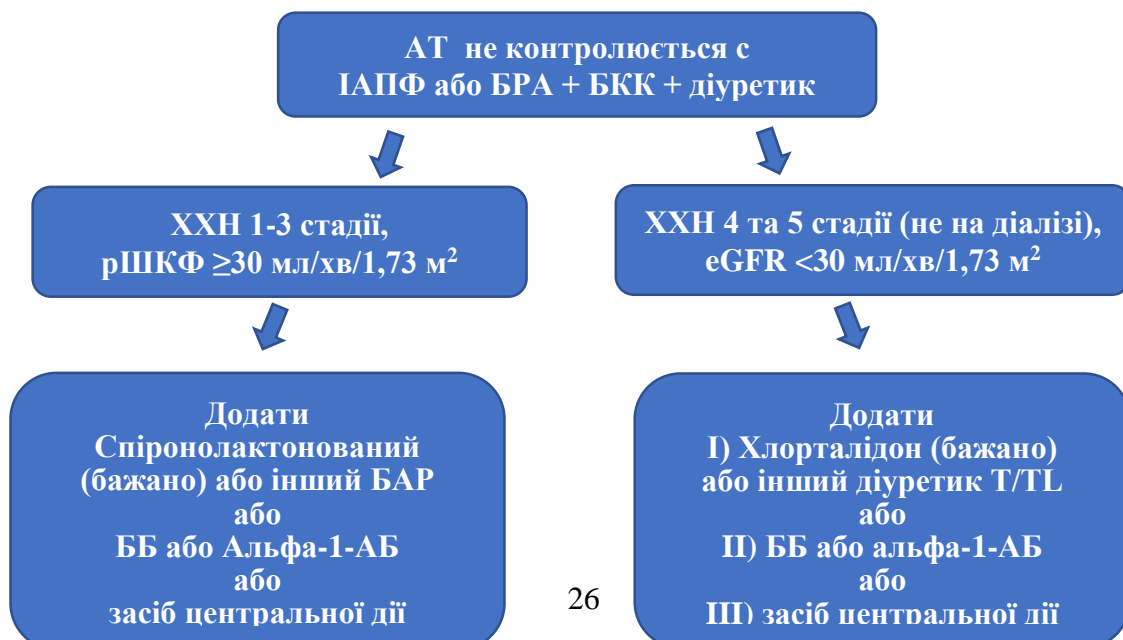 АТ не контролюється с
ІАПФ або БРА + БКК + діуретик
ХХН 1-3 стадії,
рШКФ ≥30 мл/хв/1,73 м²
ХХН 4 та 5 стадії (не на діалізі),
eGFR <30 мл/хв/1,73 м²
Додати
Спіронолактонований
(бажано) або інший БАР
або
ББ або Альфа-1-АБ
або
засіб центральної дії
Додати
I) Хлорталідон (бажано)
або інший діуретик T/TL
або
II) ББ або альфа-1-АБ
або
III) засіб центральної дії
26